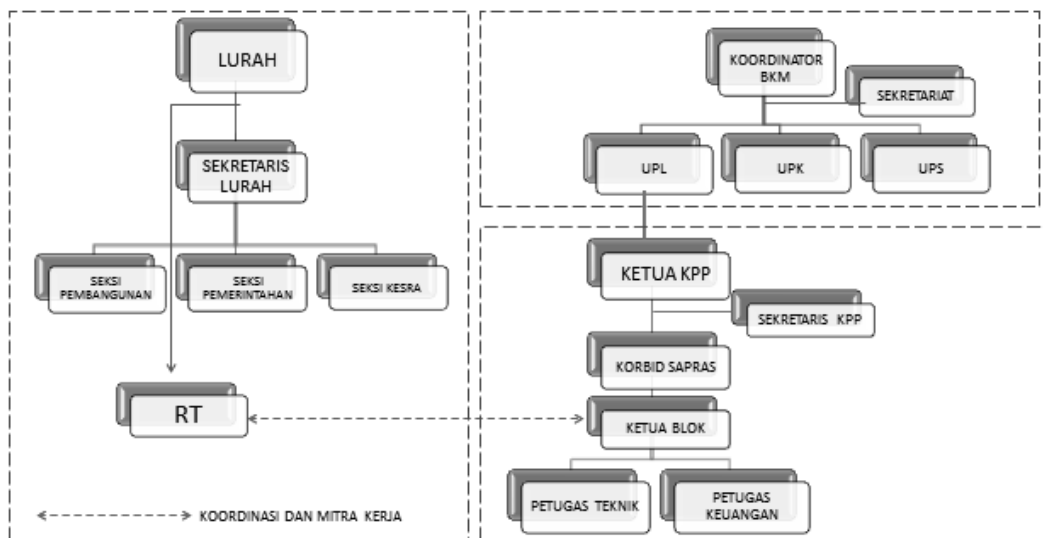 LURAH
SEKRETARIS
LURAH
SEKSI
PEMBANGUNAN
SEKSI
PEMERINTAHAN
SEKSI KESRA
RT
KOORDINASI DAN MITRA KERJA
KOORDINATOR
BKM
SEKRETARIAT
UPL
UPK
UPS
KETUA KPP
SEKRETARIS KPP
KORBID SAPRAS
KETUA BLOK
PETUGAS TEKNIK
PETUGAS
KEUANGAN